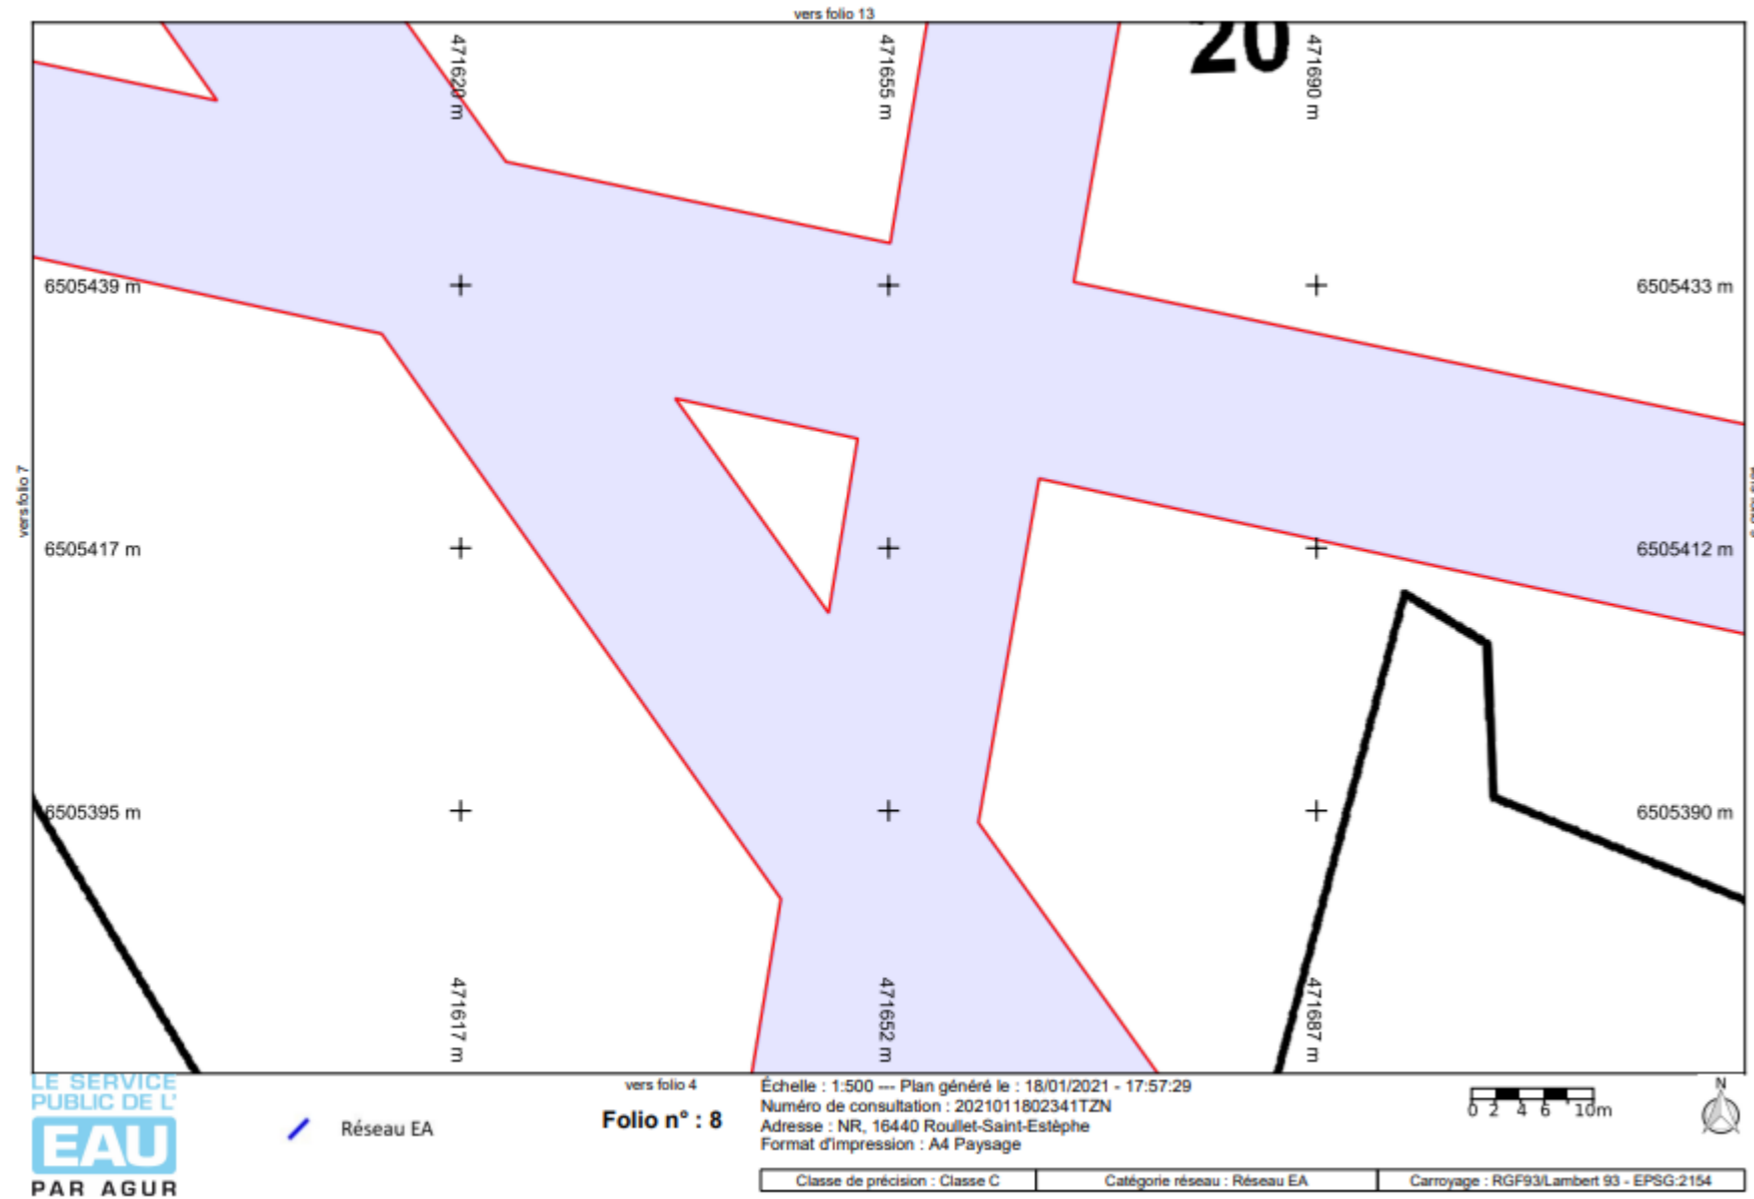 vers folio 13
20
471620 m
471655 m
471690 m
6505439 m
6505433 m
vers folio 7
6505417 m
6505412 m
6505395 m
6505390 m
471617 m
471652 m
471687 m
LE SERVICE
PUBLIC DE L'
EAU
PAR AGUR
Réseau EA
vers folio 4
Folio n° : 8
Échelle : 1:500 --- Plan généré le : 18/01/2021 - 17:57:29
Numéro de consultation : 2021011802341TZN
Adresse : NR, 16440 Roullet-Saint-Estèphe
Format d'impression : A4 Paysage
0 2 4 6 10m
N
Classe de précision : Classe C
Catégorie réseau : Réseau EA
Carroyage : RGF93/Lambert 93 - EPSG:2154